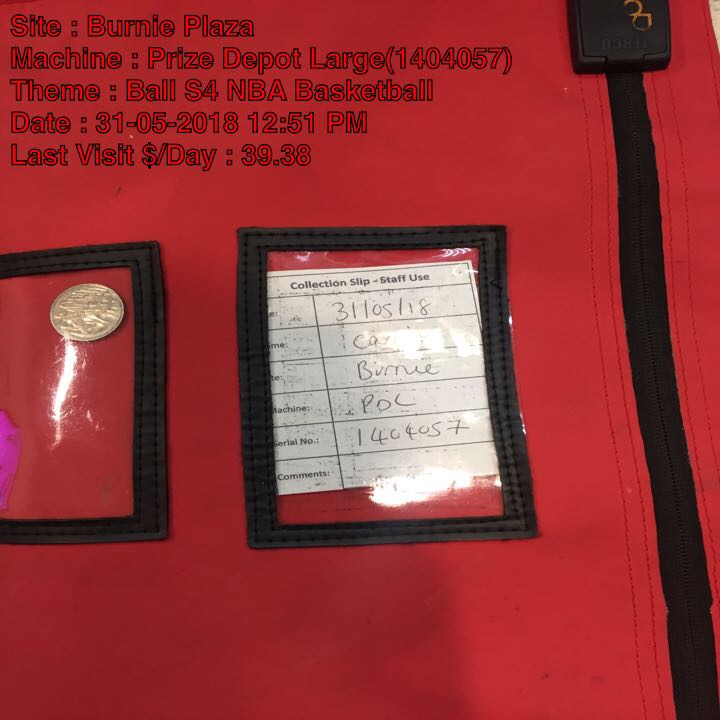 Site : Burnie Plaza
Machine : Prize Depot Large(1404057)
Theme : Ball S4 NBA Basketball
Date : 31-05-2018 12:51 PM
Last Visit $/Day : 39.38
Collection Slip - Staff Use
e: 31/05/18
me:
te: Burnie
Machine: PDL
Serial No.: 1404057
Comments: